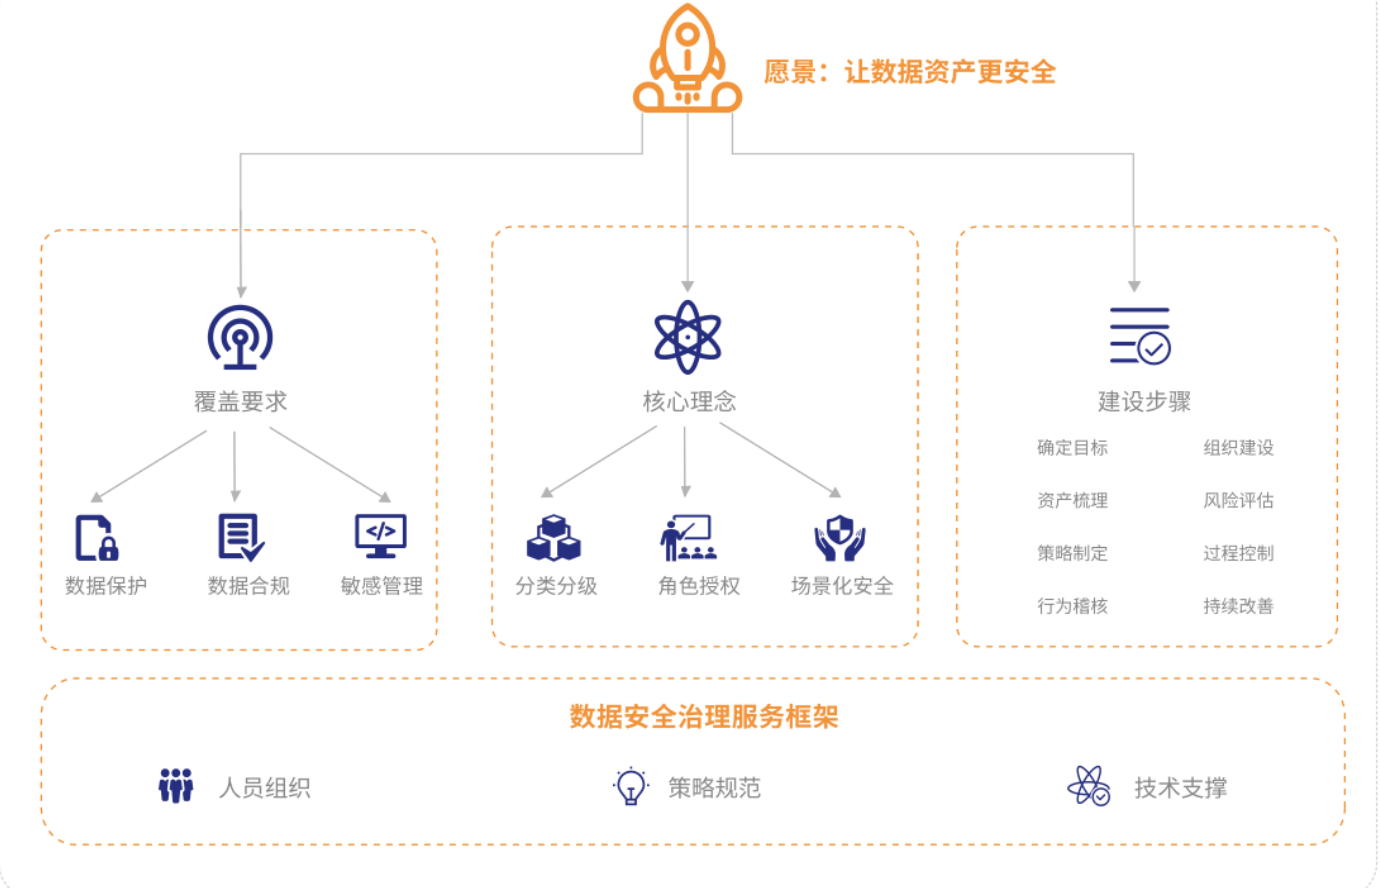 愿景：让数据资产更安全
覆盖要求
核心理念
建设步骤
确定目标
组织建设
资产梳理
风险评估
策略制定
过程控制
行为稽核
持续改善
</>
数据保护
数据合规
敏感管理
分类分级
角色授权
场景化安全
数据安全治理服务框架
人员组织
策略规范
技术支撑